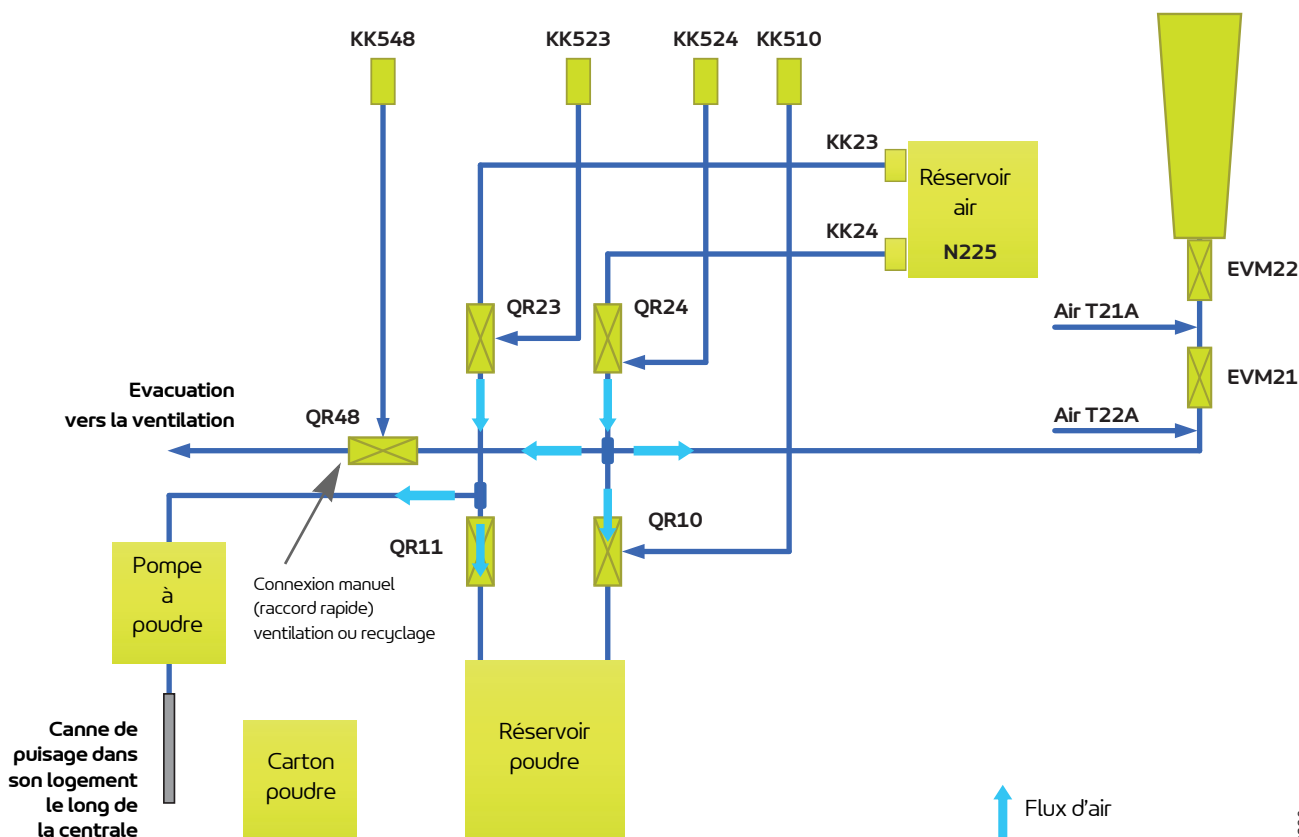 KK548
KK523
KK524
KK510
KK23
Réservoir
air
N225
KK24
EVM22
Air T21A
QR23
QR24
EVM21
Evacuation
vers la ventilation
QR48
Air T22A
QR11
QR10
Pompe
à
poudre
Connexion manuel
(raccord rapide)
ventilation ou recyclage
Canne de
puisage dans
son logement
le long de
la centrale
Carton
poudre
Réservoir
poudre
Flux d'air